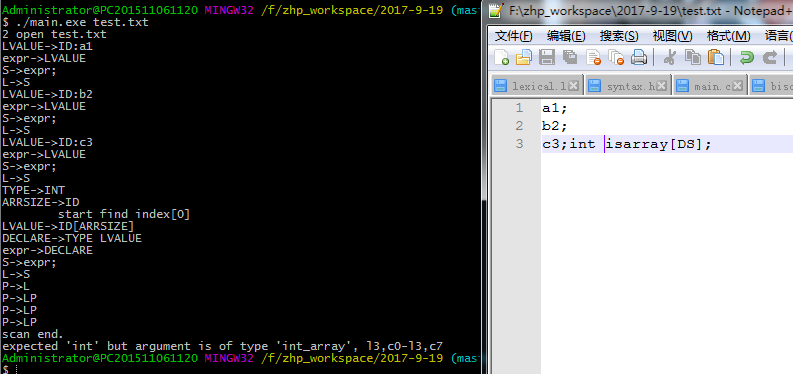 Administrator@PC201511061120 MINGW32 /f/zhp_workspace/2017-9-19 (mas
$ ./main.exe test.txt
2 open test.txt
LVALUE->ID:a1
expr->LVALUE
S->expr;
L->S
LVALUE->ID:b2
expr->LVALUE
S->expr;
L->S
LVALUE->ID:c3
expr->LVALUE
S->expr;
L->S
TYPE->INT
ARRSIZE->ID
start find index[0]
LVALUE->ID[ARRSIZE]
DECLARE->TYPE LVALUE
expr->DECLARE
S->expr;
L->S
P->L
P->LP
P->LP
P->LP
scan end.
expected 'int' but argument is of type 'int_array', l3,c0-l3,c7
Administrator@PC201511061120 MINGW32 /f/zhp_workspace/2017-9-19 (mas
$
F:\zhp_workspace\2017-9-19\test.txt - Notepad+
文件(F) 编辑(E) 搜索(S) 视图(V) 格式(M) 语言(
lexical.l syntax.h main.c bis
1 a1;
2 b2;
3 c3;int isarray[DS];